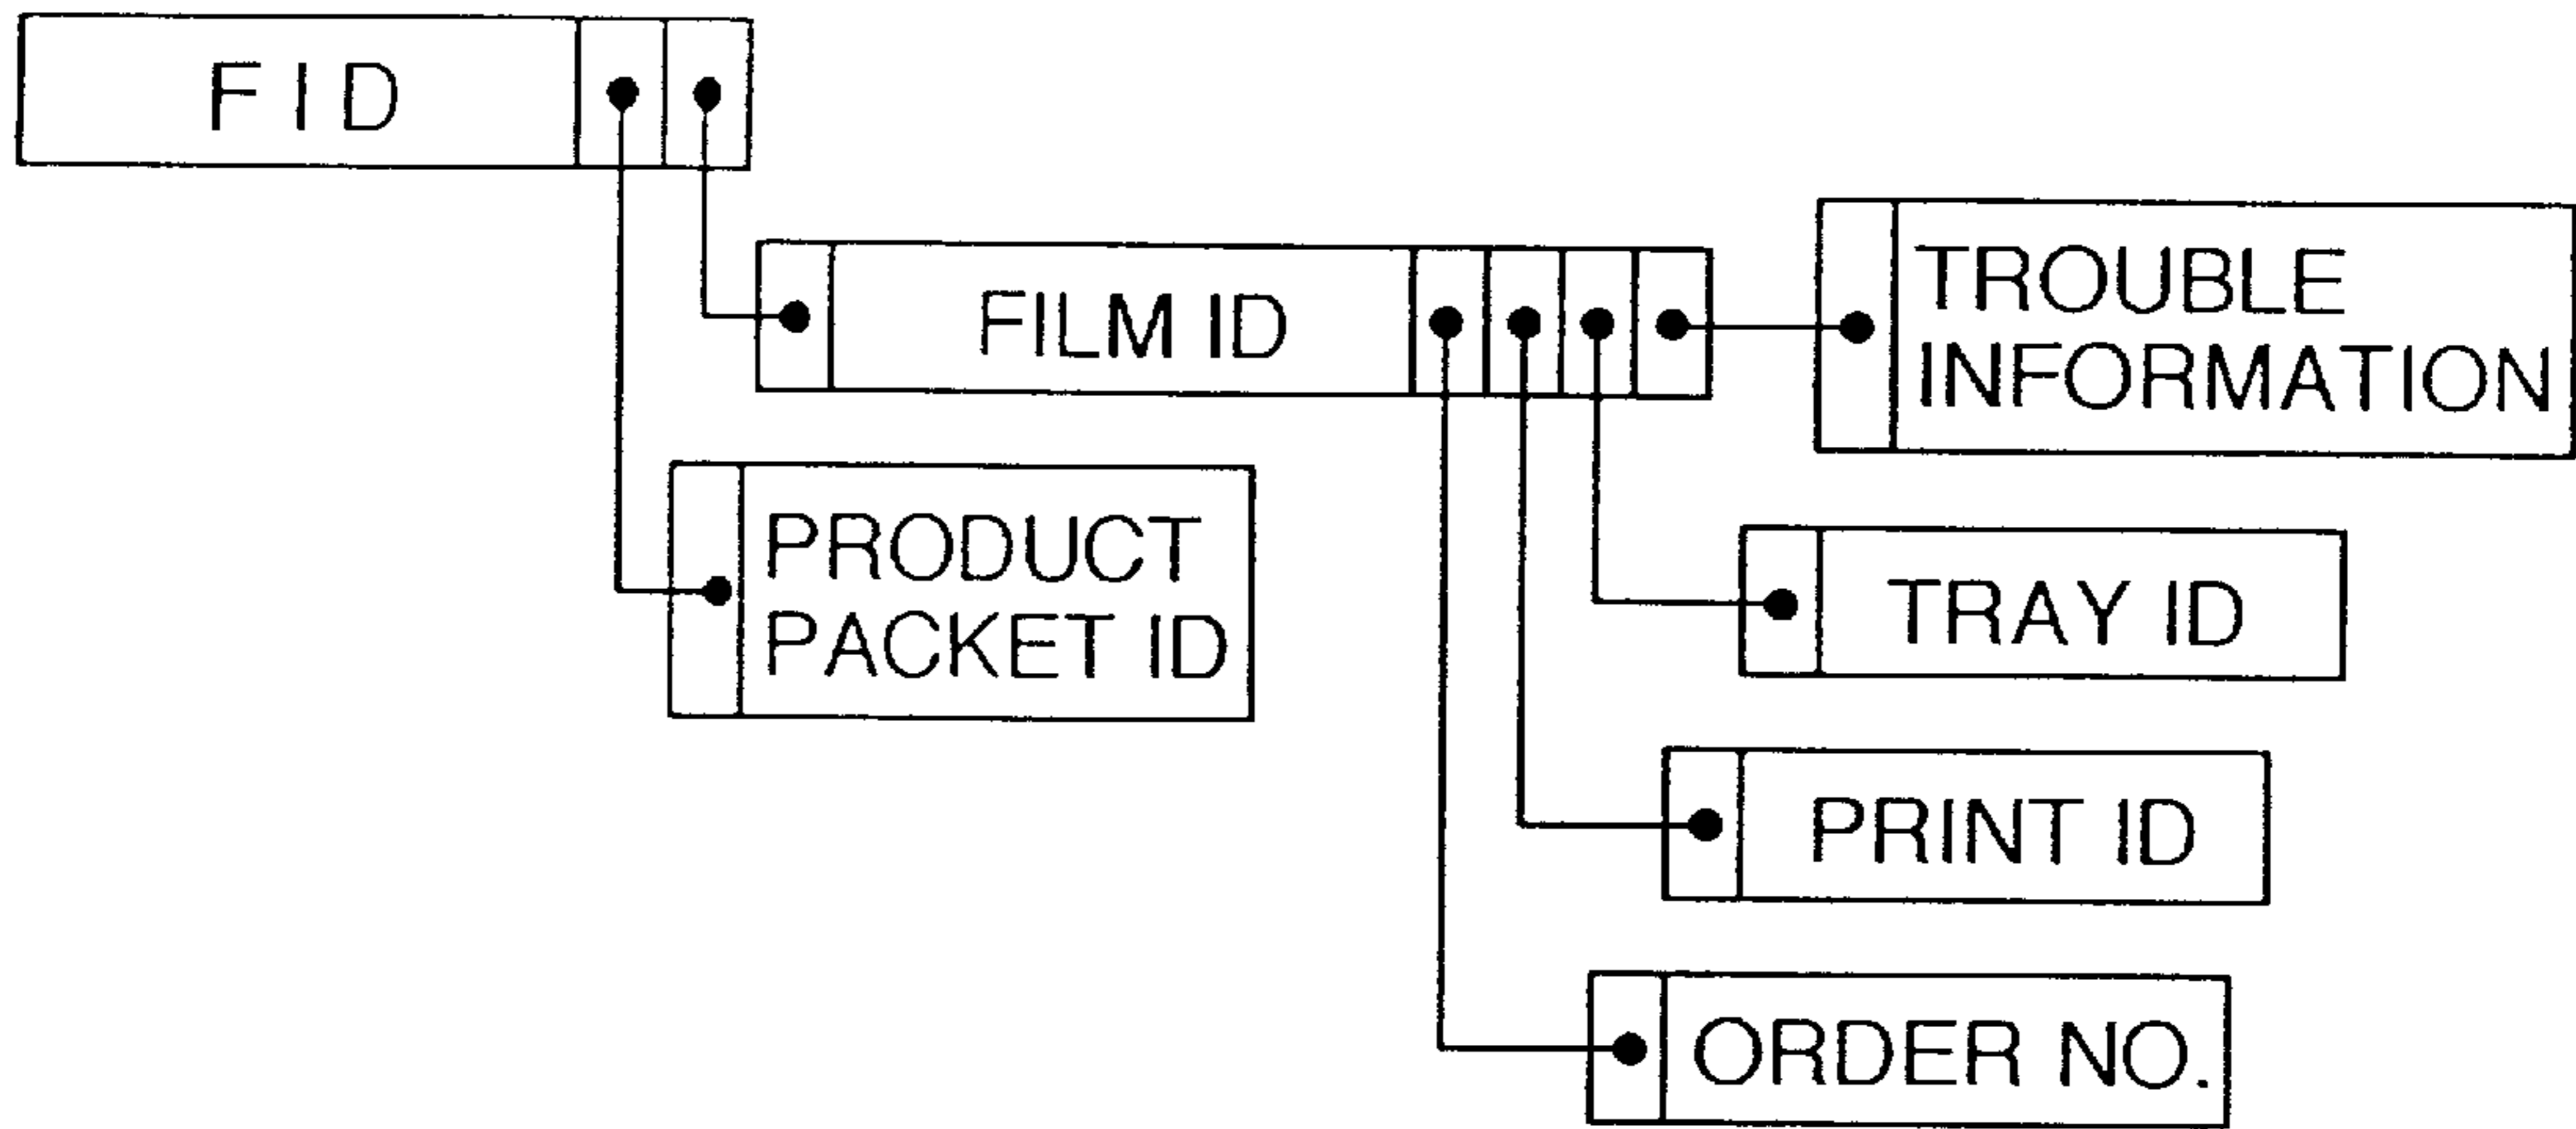 FID
FILM ID
TROUBLE
INFORMATION
PRODUCT
PACKET ID
TRAY ID
PRINT ID
ORDER NO.